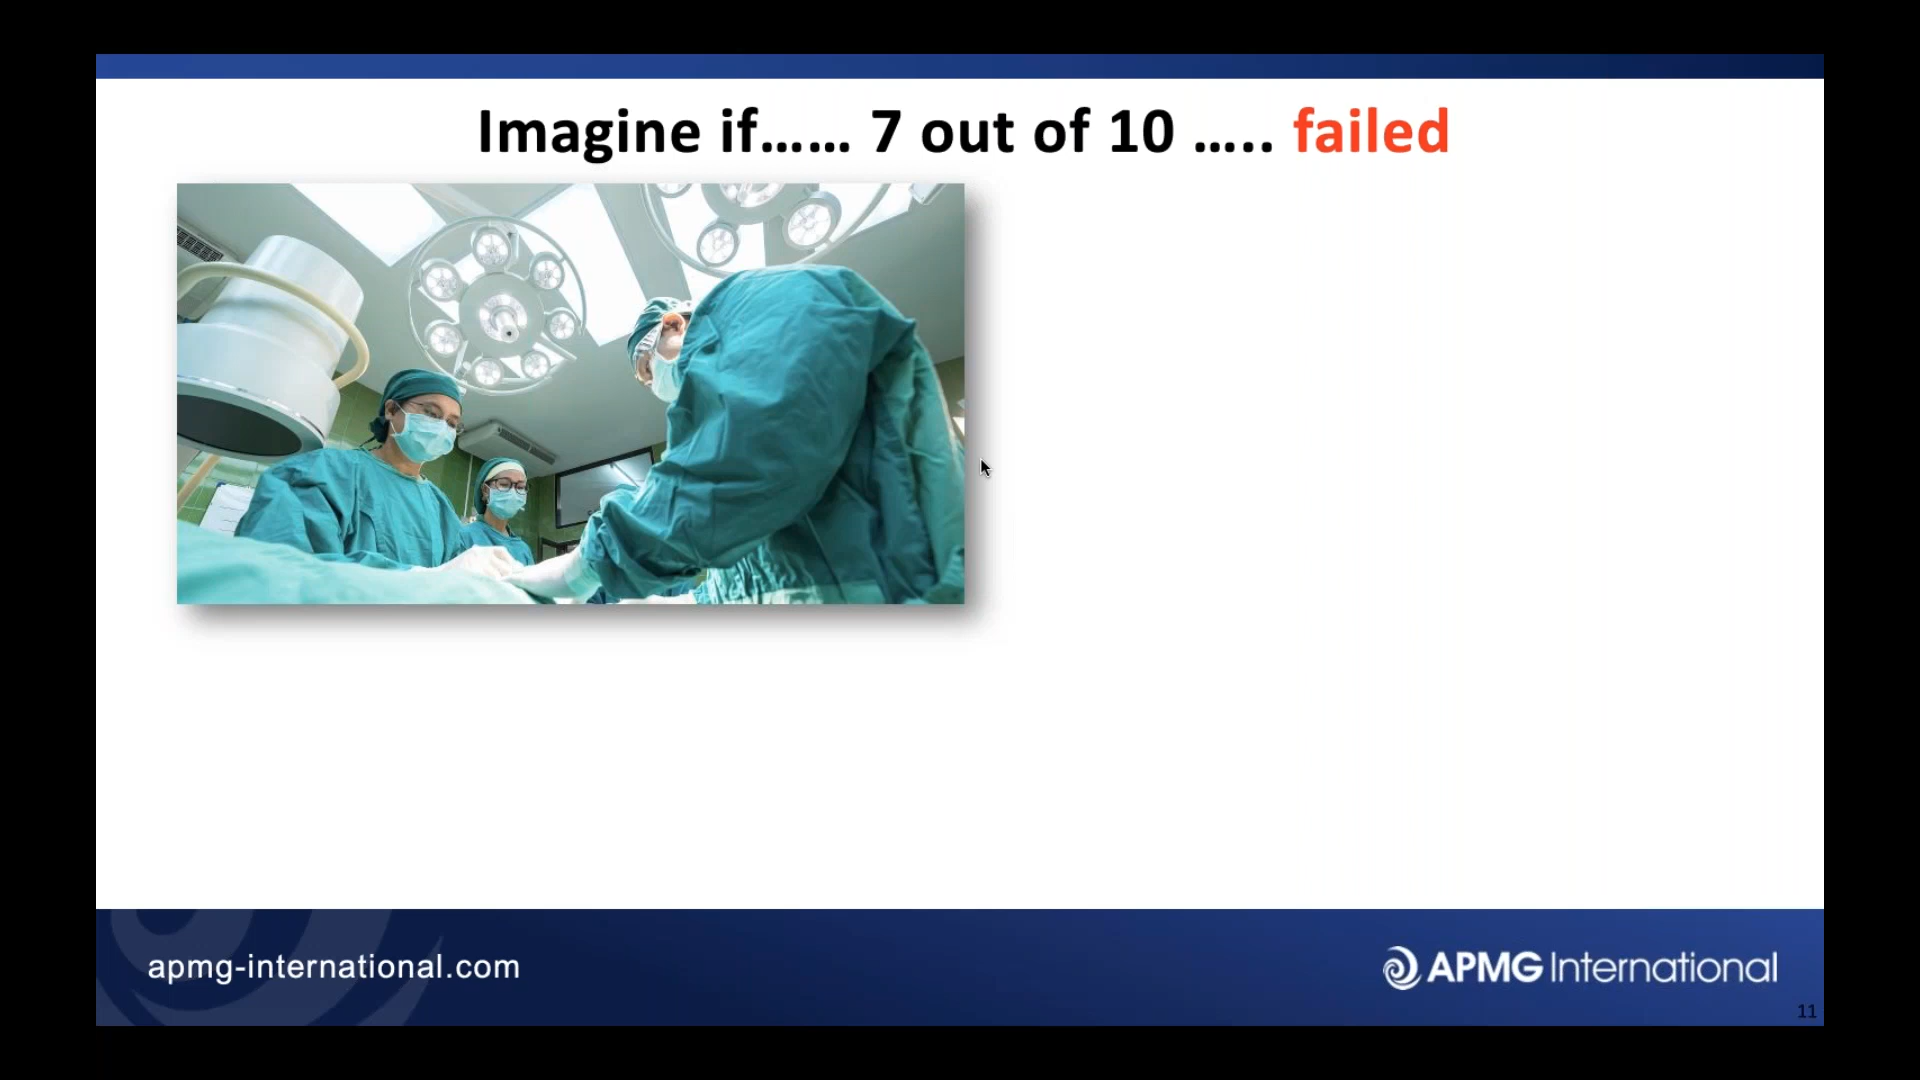 Imagine if...... 7 out of 10 ..... failed
apmg-international.com
APMG International
11